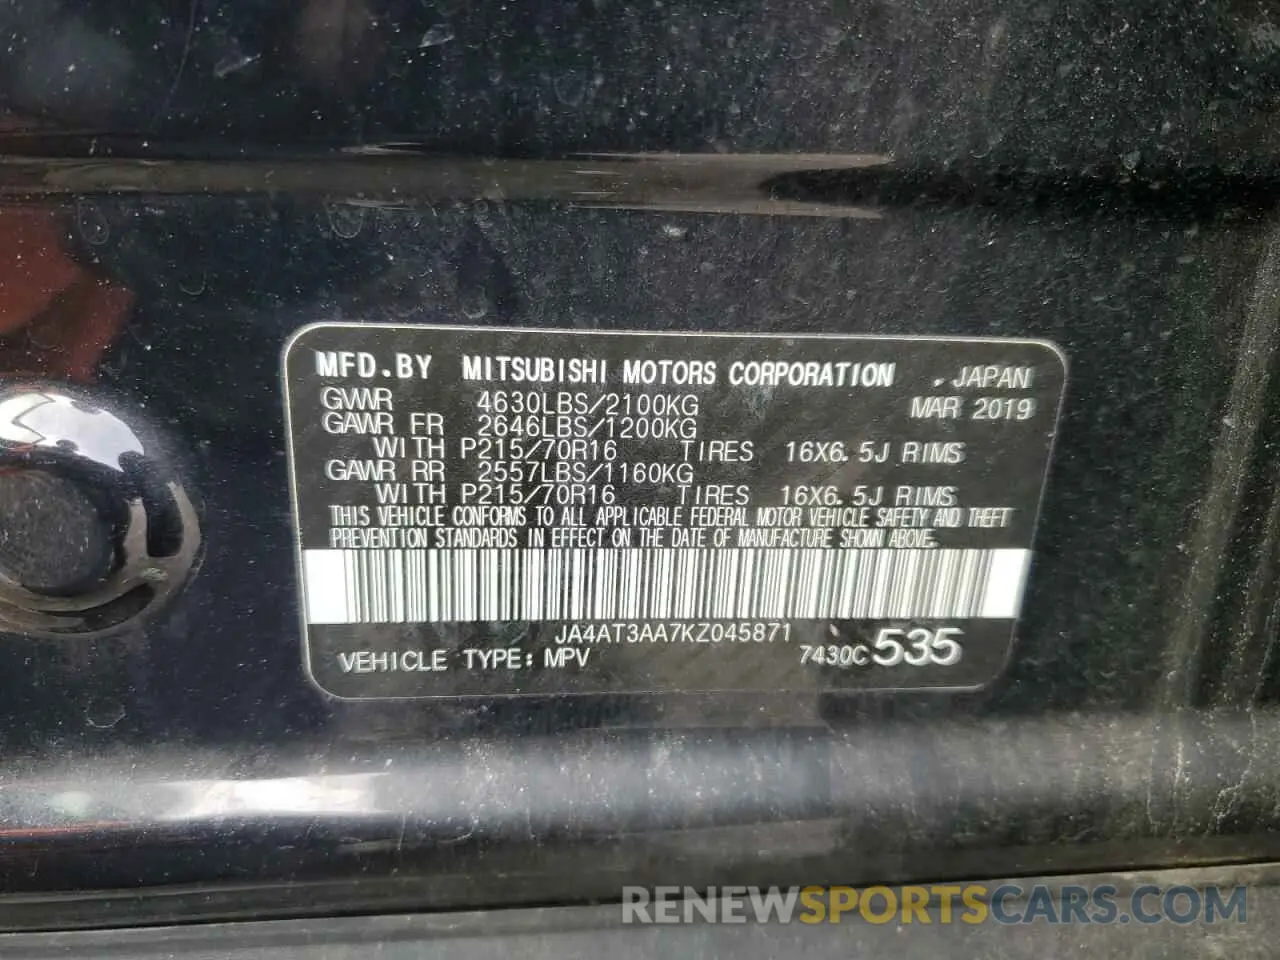 MFD.BY MITSUBISHI MOTORS CORPORATION . JAPAN
GVWR 4630LBS/2100KG MAR 2019
GAWR FR 2646LBS/1200KG
WITH P215/70R16 TIRES 16X6.5J RIMS
GAWR RR 2557LBS/1160KG
WITH P215/70R16 TIRES 16X6.5J RIMS
THIS VEHICLE CONFORMS TO ALL APPLICABLE FEDERAL MOTOR VEHICLE SAFETY AND THEFT
PREVENTION STANDARDS IN EFFECT ON THE DATE OF MANUFACTURE SHOWN ABOVE.
JA4AT3AA7KZ045871
VEHICLE TYPE: MPV 7430C 535
RENEWSPORTSCARS.COM